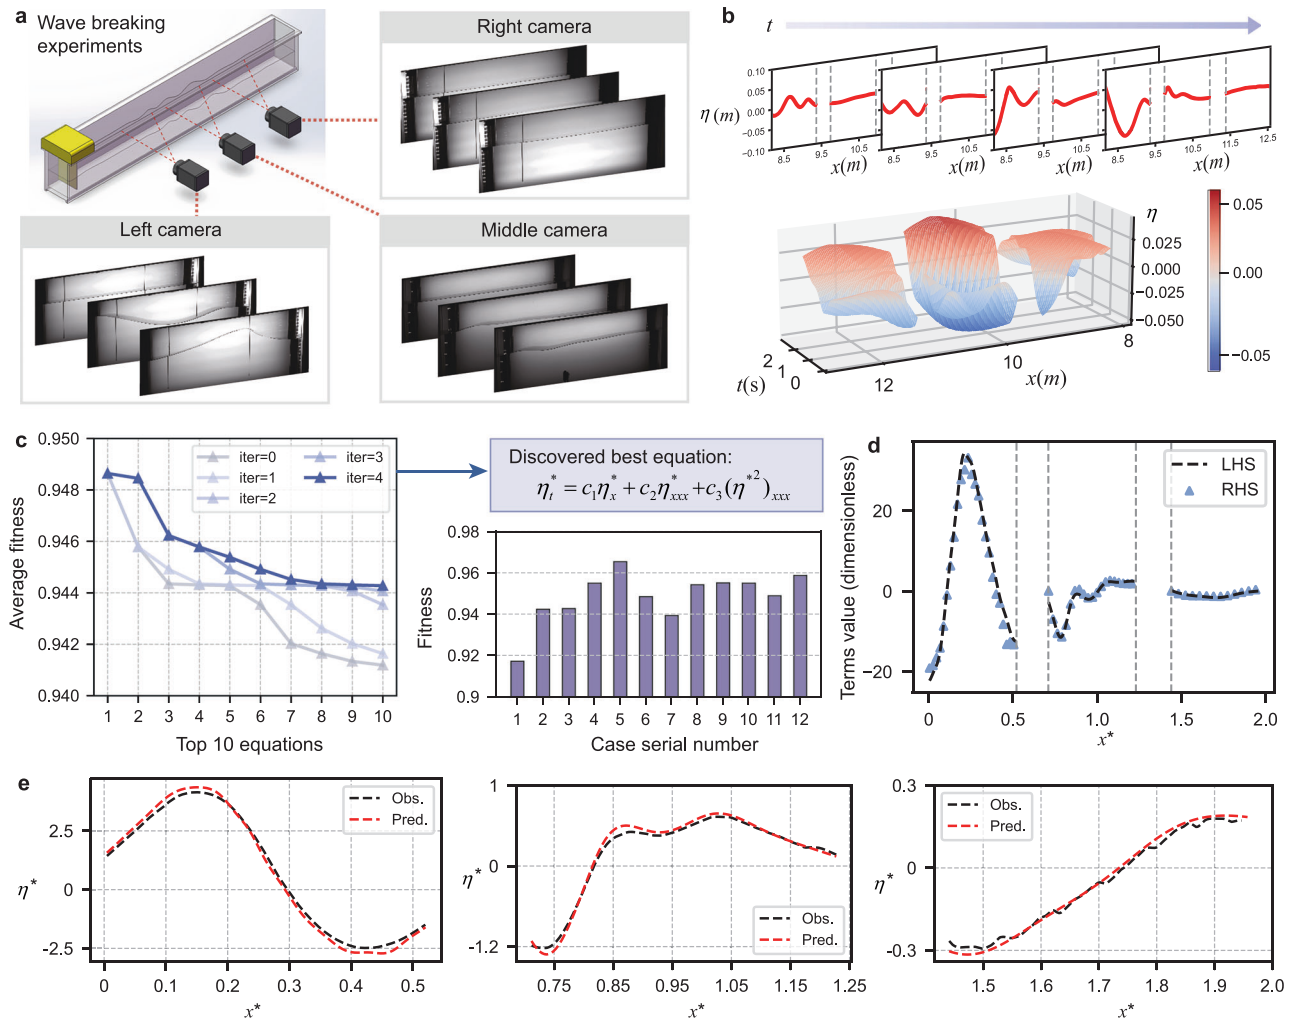 a
Wave breaking
experiments
Right camera
Left camera
Middle camera
b
t
0.10
0.05
0.00
−0.05
−0.10
η(m)
8.5
9.5
10.5
8.5
9.5
10.5
8.5
9.5
10.5
8.5
9.5
10.5
11.5
12.5
x(m)
x(m)
x(m)
x(m)
η
0.025
0.000
−0.025
−0.050
2
1
0
t(s)
12
10
8
x(m)
0.05
0.00
−0.05
c
0.950
0.948
0.946
0.944
0.942
0.940
Average fitness
iter=0
iter=1
iter=2
iter=3
iter=4
1 2 3 4 5 6 7 8 9 10
Top 10 equations
Discovered best equation:
η*_t = c₁η*_x + c₂η*_xxx + c₃(η*²)_xxx
0.98
0.96
0.94
0.92
0.9
Fitness
1 2 3 4 5 6 7 8 9 10 11 12
Case serial number
d
20
0
−20
Terms value (dimensionless)
LHS
RHS
0 0.5 1.0 1.5 2.0
x*
e
2.5
0
-2.5
η*
Obs.
Pred.
0 0.1 0.2 0.3 0.4 0.5
x*
1
0
-1.2
η*
Obs.
Pred.
0.75 0.85 0.95 1.05 1.15 1.25
x*
0.3
0
-0.3
η*
Obs.
Pred.
1.5 1.6 1.7 1.8 1.9 2.0
x*